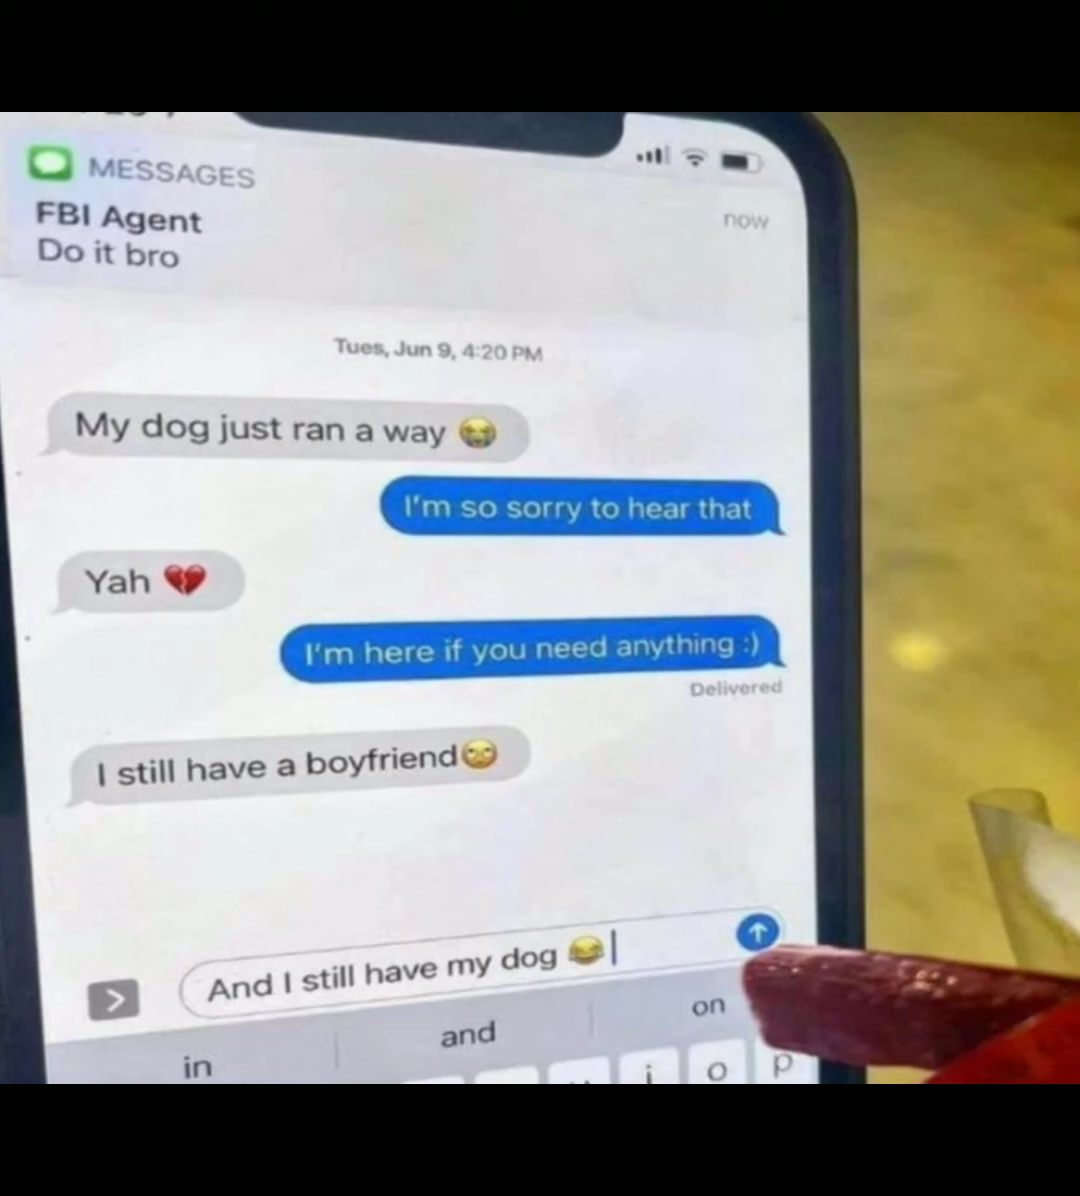 MESSAGES
FBI Agent
now
Do it bro
Tues, Jun 9, 4:20 PM
My dog just ran a way 😭
I'm so sorry to hear that
Yah 💔
I'm here if you need anything :)
Delivered
I still have a boyfriend🙄
And I still have my dog 😂
in and on
i o p